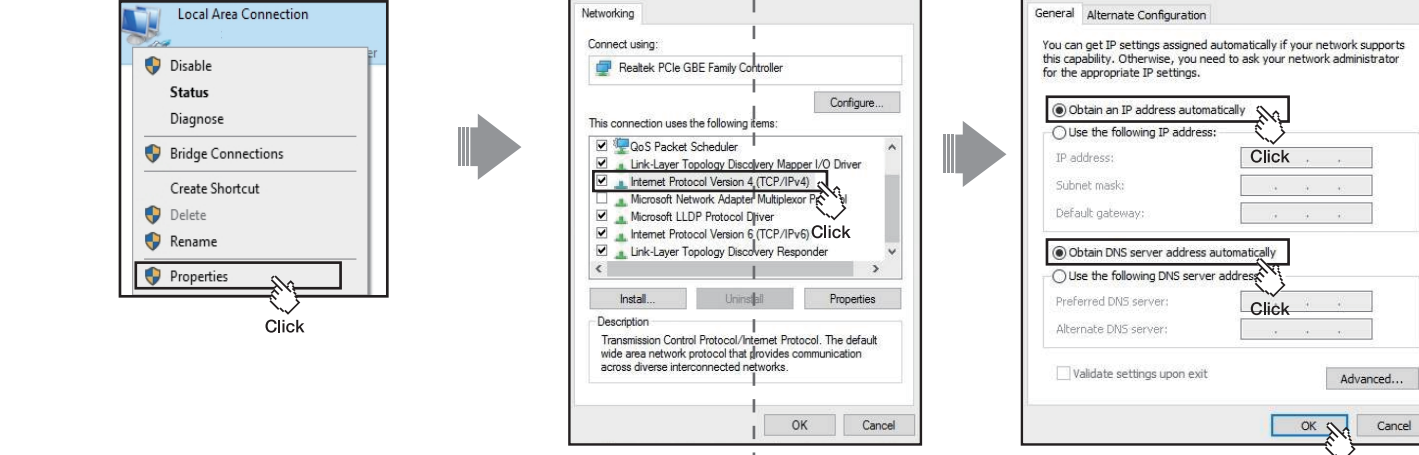 Local Area Connection
Disable
Status
Diagnose
Bridge Connections
Create Shortcut
Delete
Rename
Properties
Click
Networking
Connect using:
Realtek PCIe GBE Family Controller
Configure...
This connection uses the following items:
QoS Packet Scheduler
Link-Layer Topology Discovery Mapper I/O Driver
Internet Protocol Version 4 (TCP/IPv4)
Microsoft Network Adapter Multiplexor
Microsoft LLDP Protocol Driver
Internet Protocol Version 6 (TCP/IPv6)
Click
Link-Layer Topology Discovery Responder
Install...
Uninstall
Properties
Description
Transmission Control Protocol/Internet Protocol. The default
wide area network protocol that provides communication
across diverse interconnected networks.
OK
Cancel
General
Alternate Configuration
You can get IP settings assigned automatically if your network supports
this capability. Otherwise, you need to ask your network administrator
for the appropriate IP settings.
Obtain an IP address automatically
Use the following IP address:
IP address:
Click
Subnet mask:
Default gateway:
Obtain DNS server address automatically
Use the following DNS server
Preferred DNS server:
Click
Alternate DNS server:
Validate settings upon exit
Advanced...
OK
Cancel